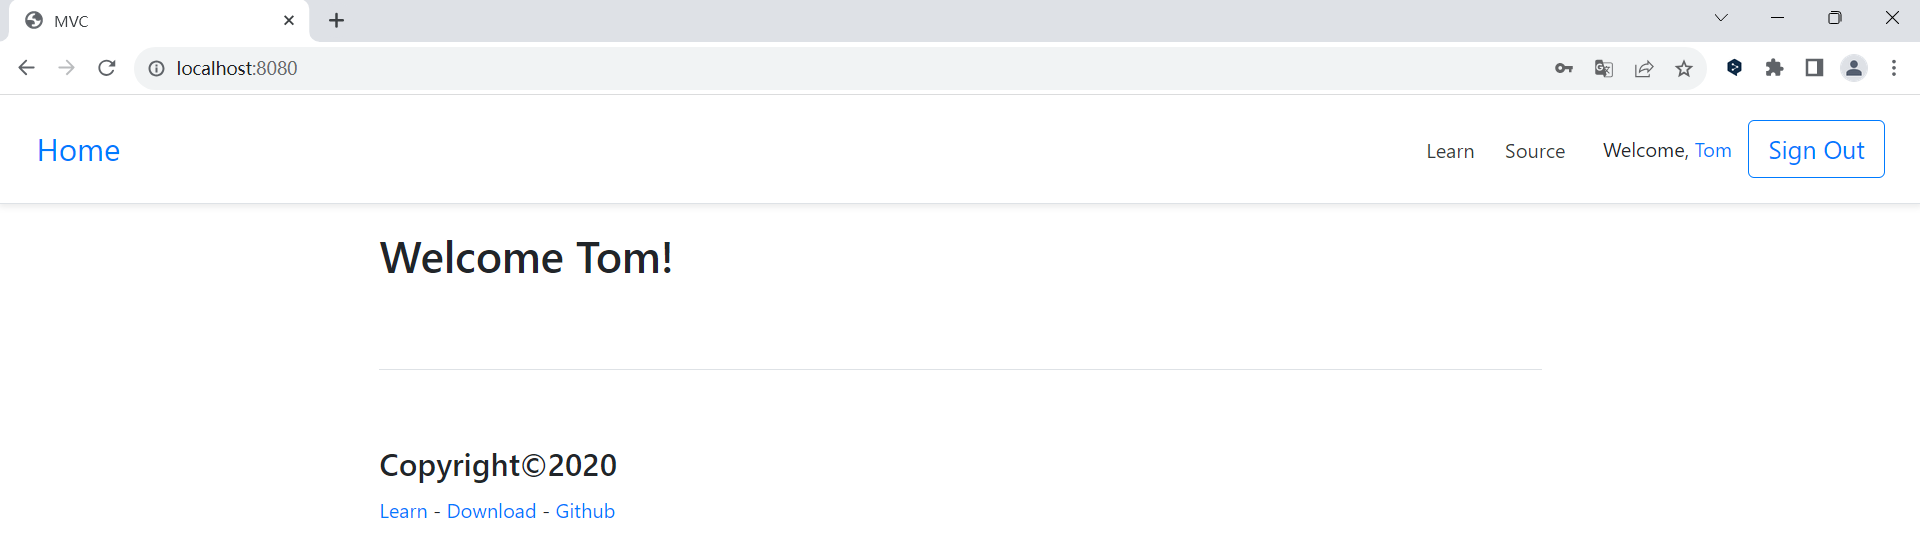 MVC
localhost:8080
Home Learn Source Welcome, Tom Sign Out
Welcome Tom!
Copyright©2020
Learn - Download - Github